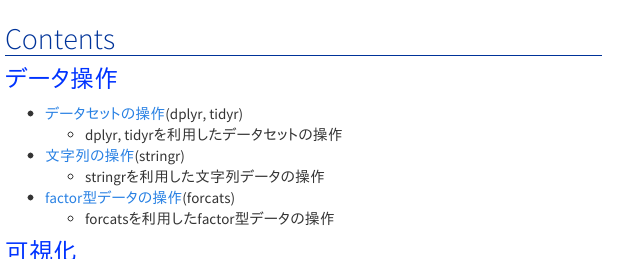 Contents
データ操作
データセットの操作(dplyr, tidyr)
dplyr, tidyrを利用したデータセットの操作
文字列の操作(stringr)
stringrを利用した文字列データの操作
factor型データの操作(forcats)
forcatsを利用したfactor型データの操作
可視化